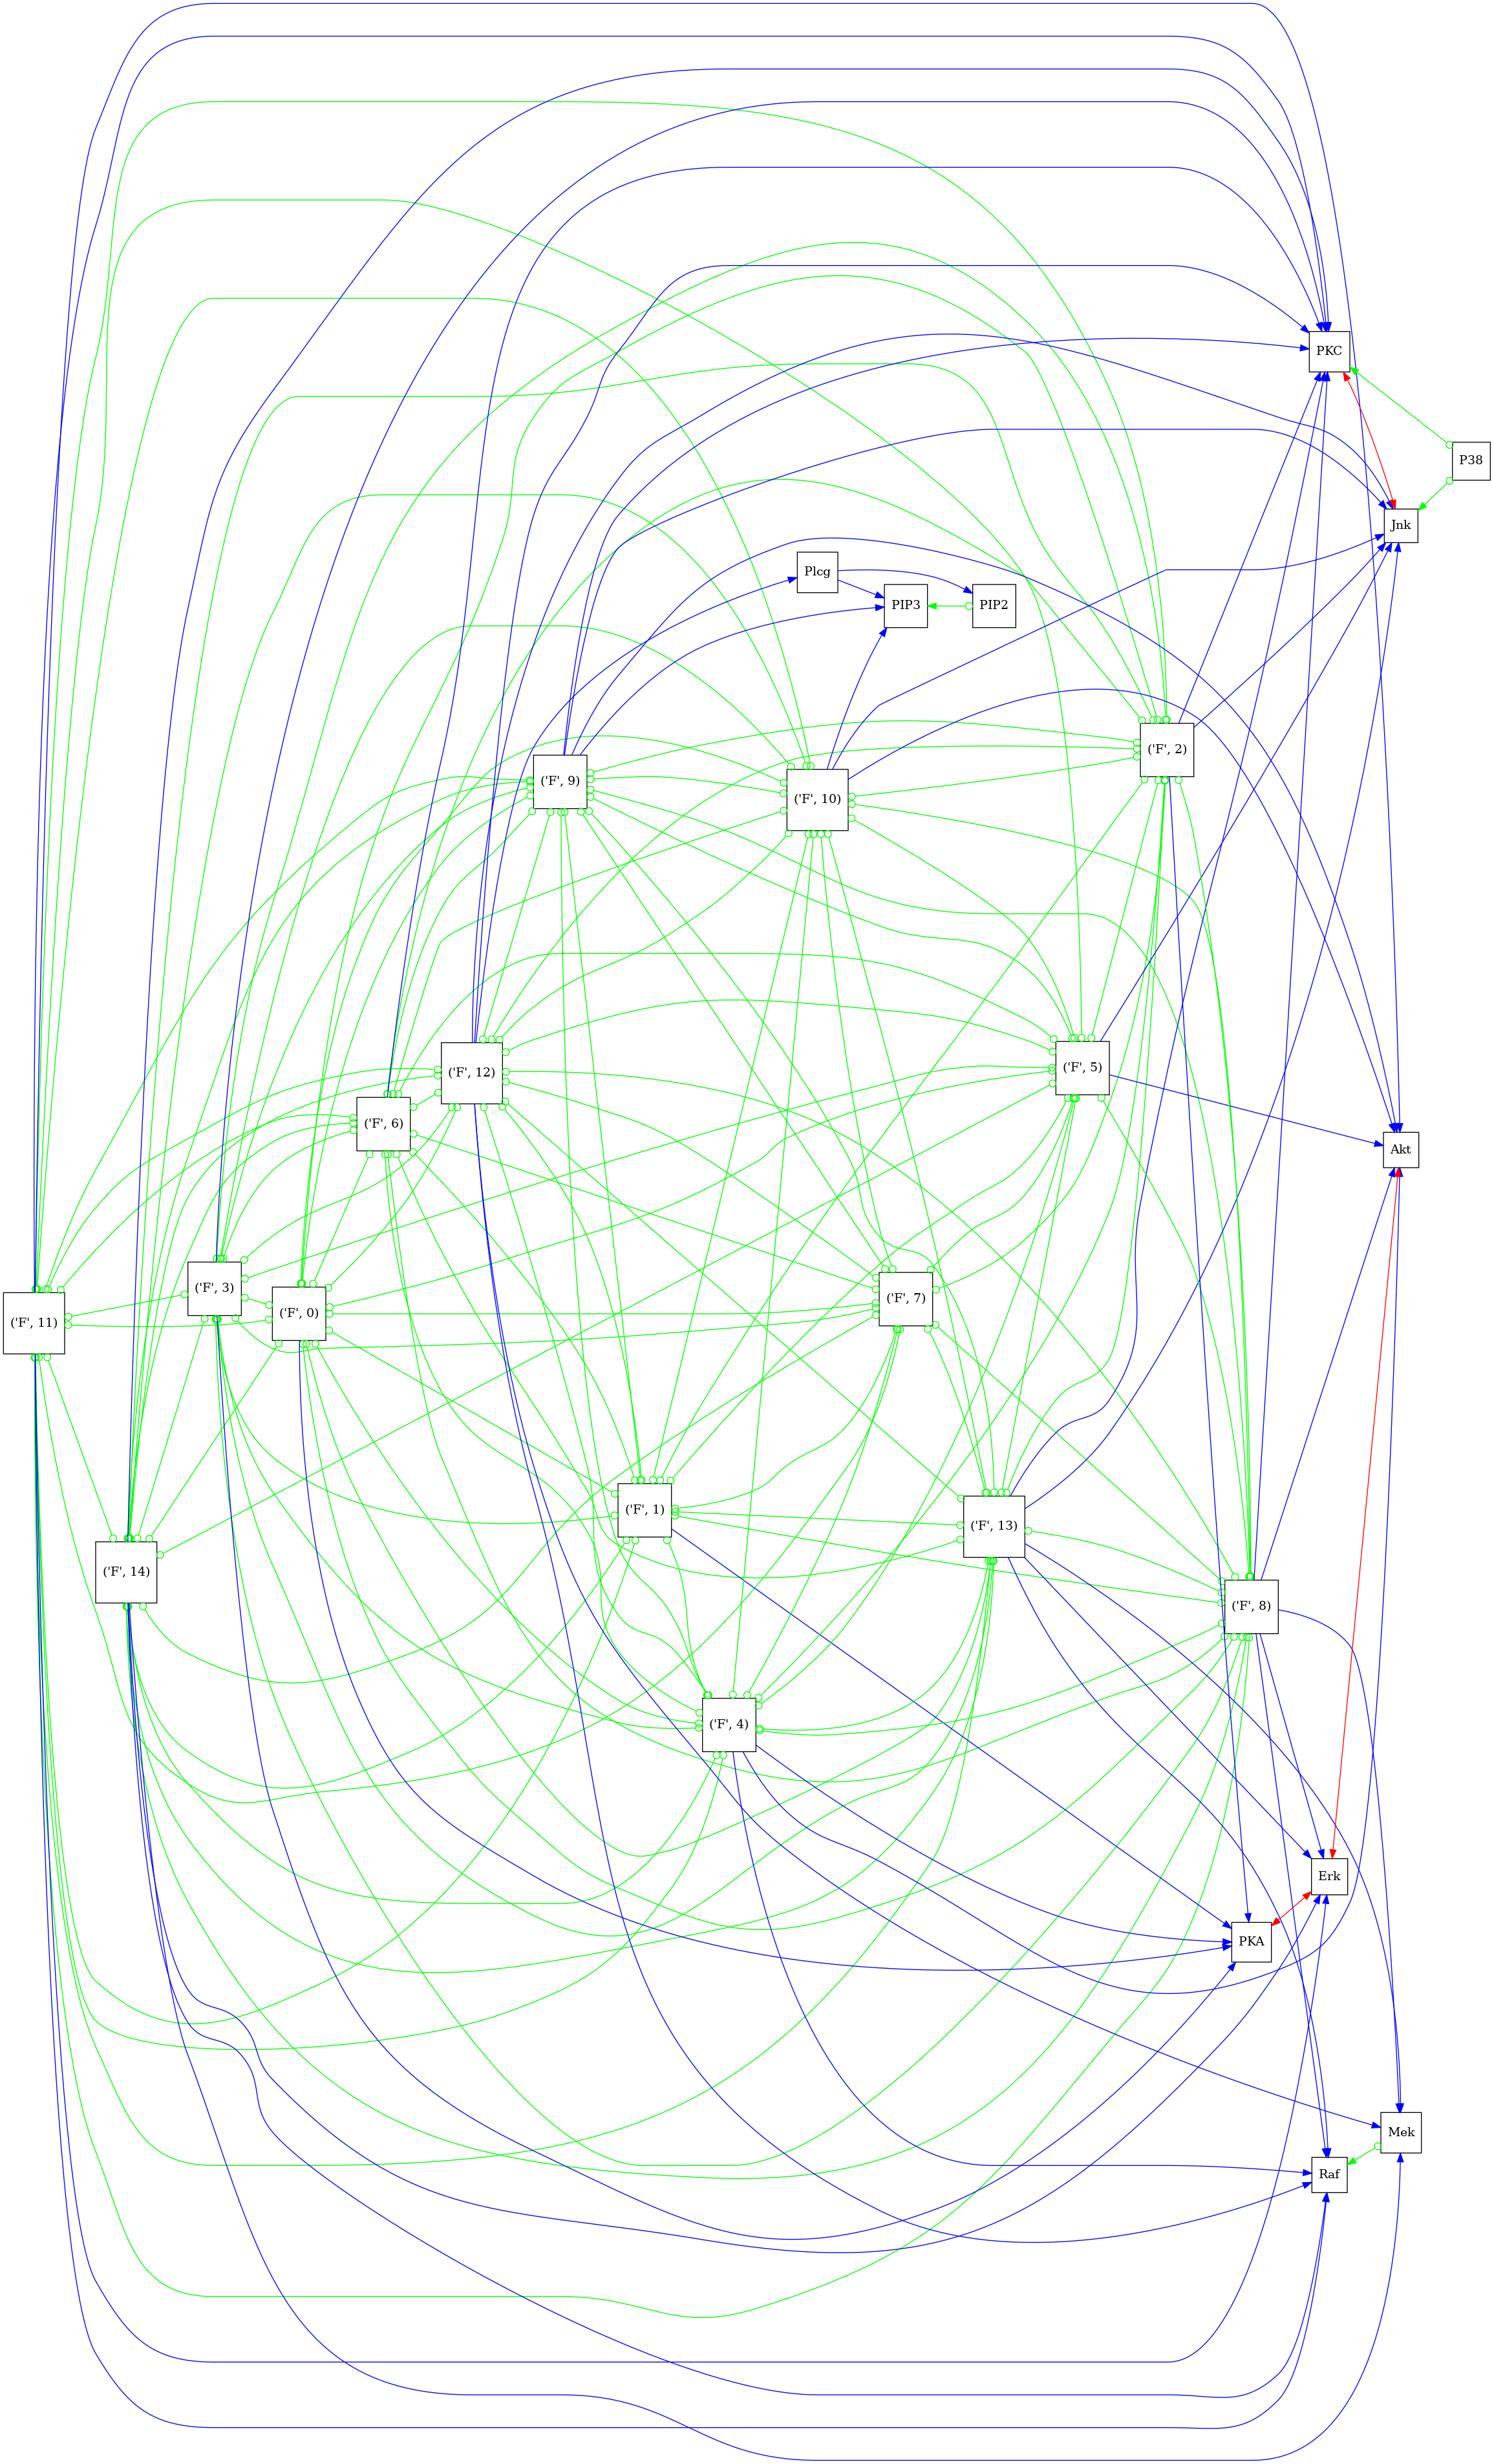 PKC
P38
Jnk
Plcg
PIP3
PIP2
('F', 2)
('F', 9)
('F', 10)
('F', 5)
('F', 12)
('F', 6)
Akt
('F', 3)
('F', 7)
('F', 0)
('F', 11)
('F', 1)
('F', 13)
('F', 14)
('F', 8)
('F', 4)
Erk
PKA
Mek
Raf